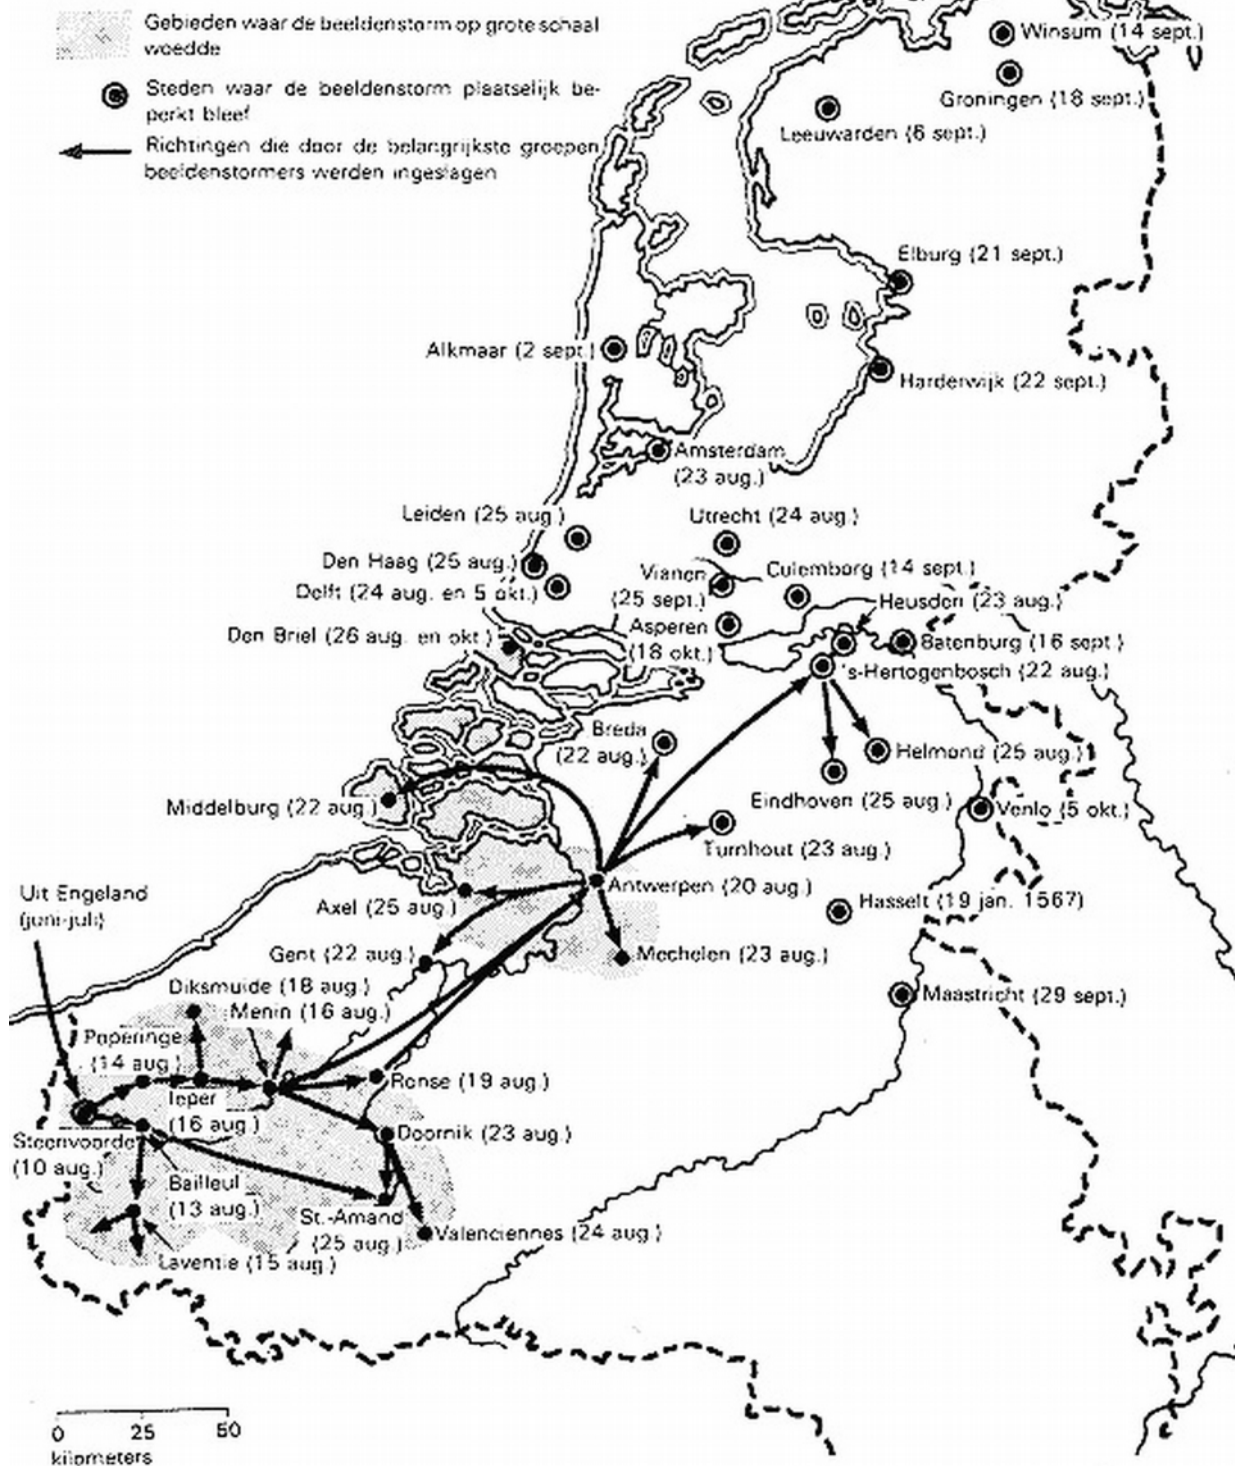 Gebieden waar de beeldenstorm op grote schaal
woedde
Steden waar de beeldenstorm plaatselijk be-
perkt bleef
Richtingen die door de belangrijkste groepen
beeldenstormers werden ingeslagen
Winsum (14 sept.)
Groningen (18 sept.)
Leeuwarden (6 sept.)
Elburg (21 sept.)
Alkmaar (2 sept.)
Harderwijk (22 sept.)
Amsterdam
(23 aug.)
Leiden (25 aug.)
Utrecht (24 aug.)
Den Haag (25 aug.)
Delft (24 aug. en 5 okt.)
Vianen
(25 sept.)
Culemborg (14 sept.)
Heusden (23 aug.)
Den Briel (26 aug. en okt.)
Asperen
(18 okt.)
Batenburg (16 sept.)
's-Hertogenbosch (22 aug.)
Breda
(22 aug.)
Helmond (25 aug.)
Eindhoven (25 aug.)
Venlo (5 okt.)
Middelburg (22 aug.)
Turnhout (23 aug.)
Antwerpen (20 aug.)
Hasselt (19 jan. 1567)
Uit Engeland
(juni-juli)
Axel (25 aug.)
Gent (22 aug.)
Mechelen (23 aug.)
Diksmuide (18 aug.)
Menin (16 aug.)
Maastricht (29 sept.)
Poperinge
(14 aug.)
Ieper
(16 aug.)
Ronse (19 aug.)
Doornik (23 aug.)
Steenvoorde
(10 aug.)
Bailleul
(13 aug.)
St.-Amand
(25 aug.)
Valenciennes (24 aug.)
Laventie (15 aug.)
0 25 50
kilometers